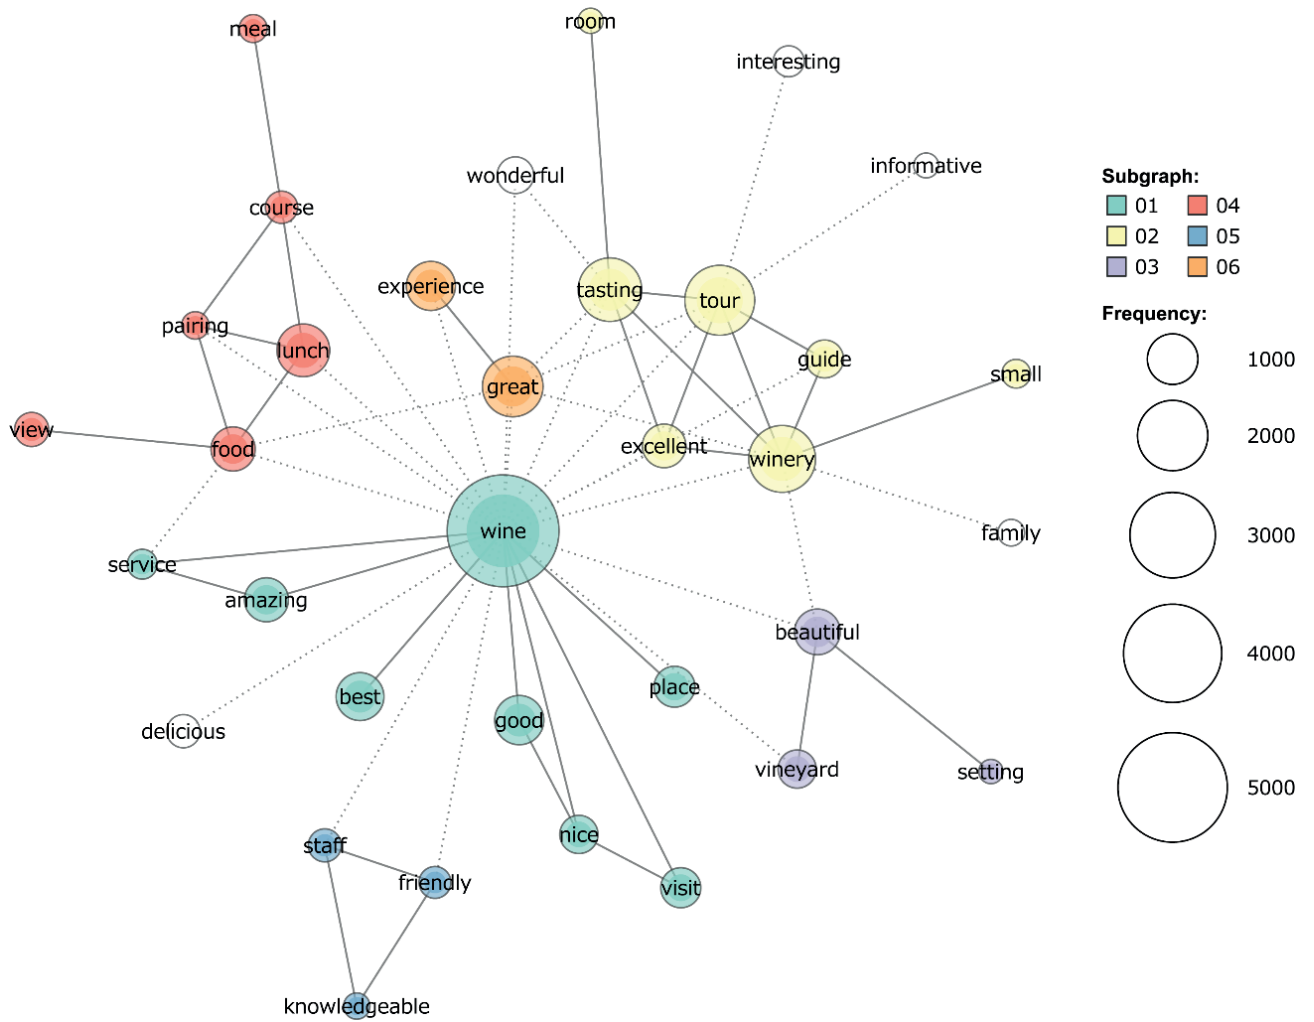 meal
room
interesting
wonderful
informative
course
experience
tasting
tour
pairing
lunch
great
guide
small
view
food
excellent
winery
wine
family
service
amazing
beautiful
best
good
place
delicious
vineyard
setting
staff
nice
friendly
visit
knowledgeable
Subgraph:
01 04
02 05
03 06
Frequency:
1000
2000
3000
4000
5000